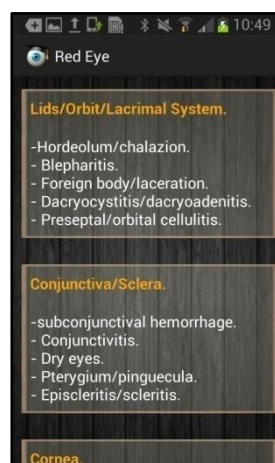 10:49
Red Eye
Lids/Orbit/Lacrimal System.
-Hordeolum/chalazion.
- Blepharitis.
- Foreign body/laceration.
- Dacryocystitis/dacryoadenitis.
- Preseptal/orbital cellulitis.
Conjunctiva/Sclera.
-subconjunctival hemorrhage.
- Conjunctivitis.
- Dry eyes.
- Pterygium/pinguecula.
- Episcleritis/scleritis.
Cornea.